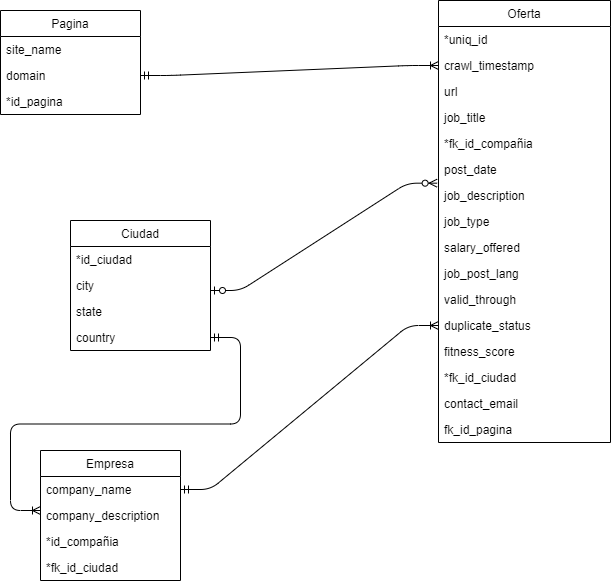 Pagina
site_name
domain
*id_pagina
Oferta
*uniq_id
crawl_timestamp
url
job_title
*fk_id_compañia
post_date
job_description
job_type
salary_offered
job_post_lang
valid_through
duplicate_status
fitness_score
*fk_id_ciudad
contact_email
fk_id_pagina
Ciudad
*id_ciudad
city
state
country
Empresa
company_name
company_description
*id_compañia
*fk_id_ciudad